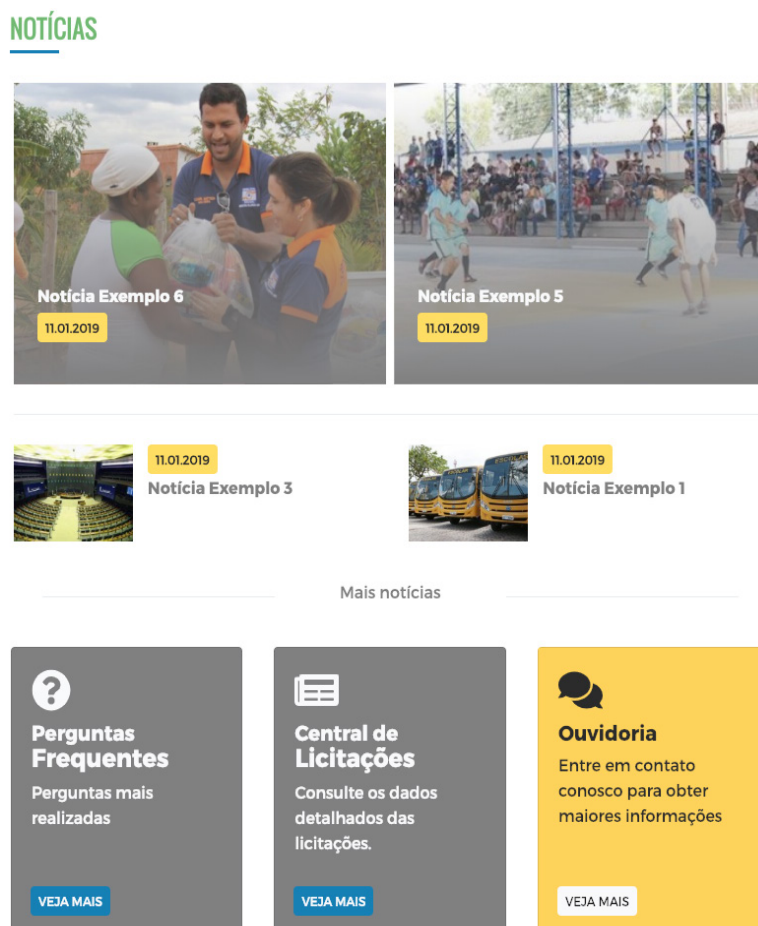 NOTÍCIAS
Notícia Exemplo 6
11.01.2019
Notícia Exemplo 5
11.01.2019
11.01.2019
Notícia Exemplo 3
ESCOLAR
11.01.2019
Notícia Exemplo 1
Mais notícias
Perguntas
Frequentes
Perguntas mais
realizadas
VEJA MAIS
Central de
Licitações
Consulte os dados
detalhados das
licitações.
VEJA MAIS
Ouvidoria
Entre em contato
conosco para obter
maiores informações
VEJA MAIS